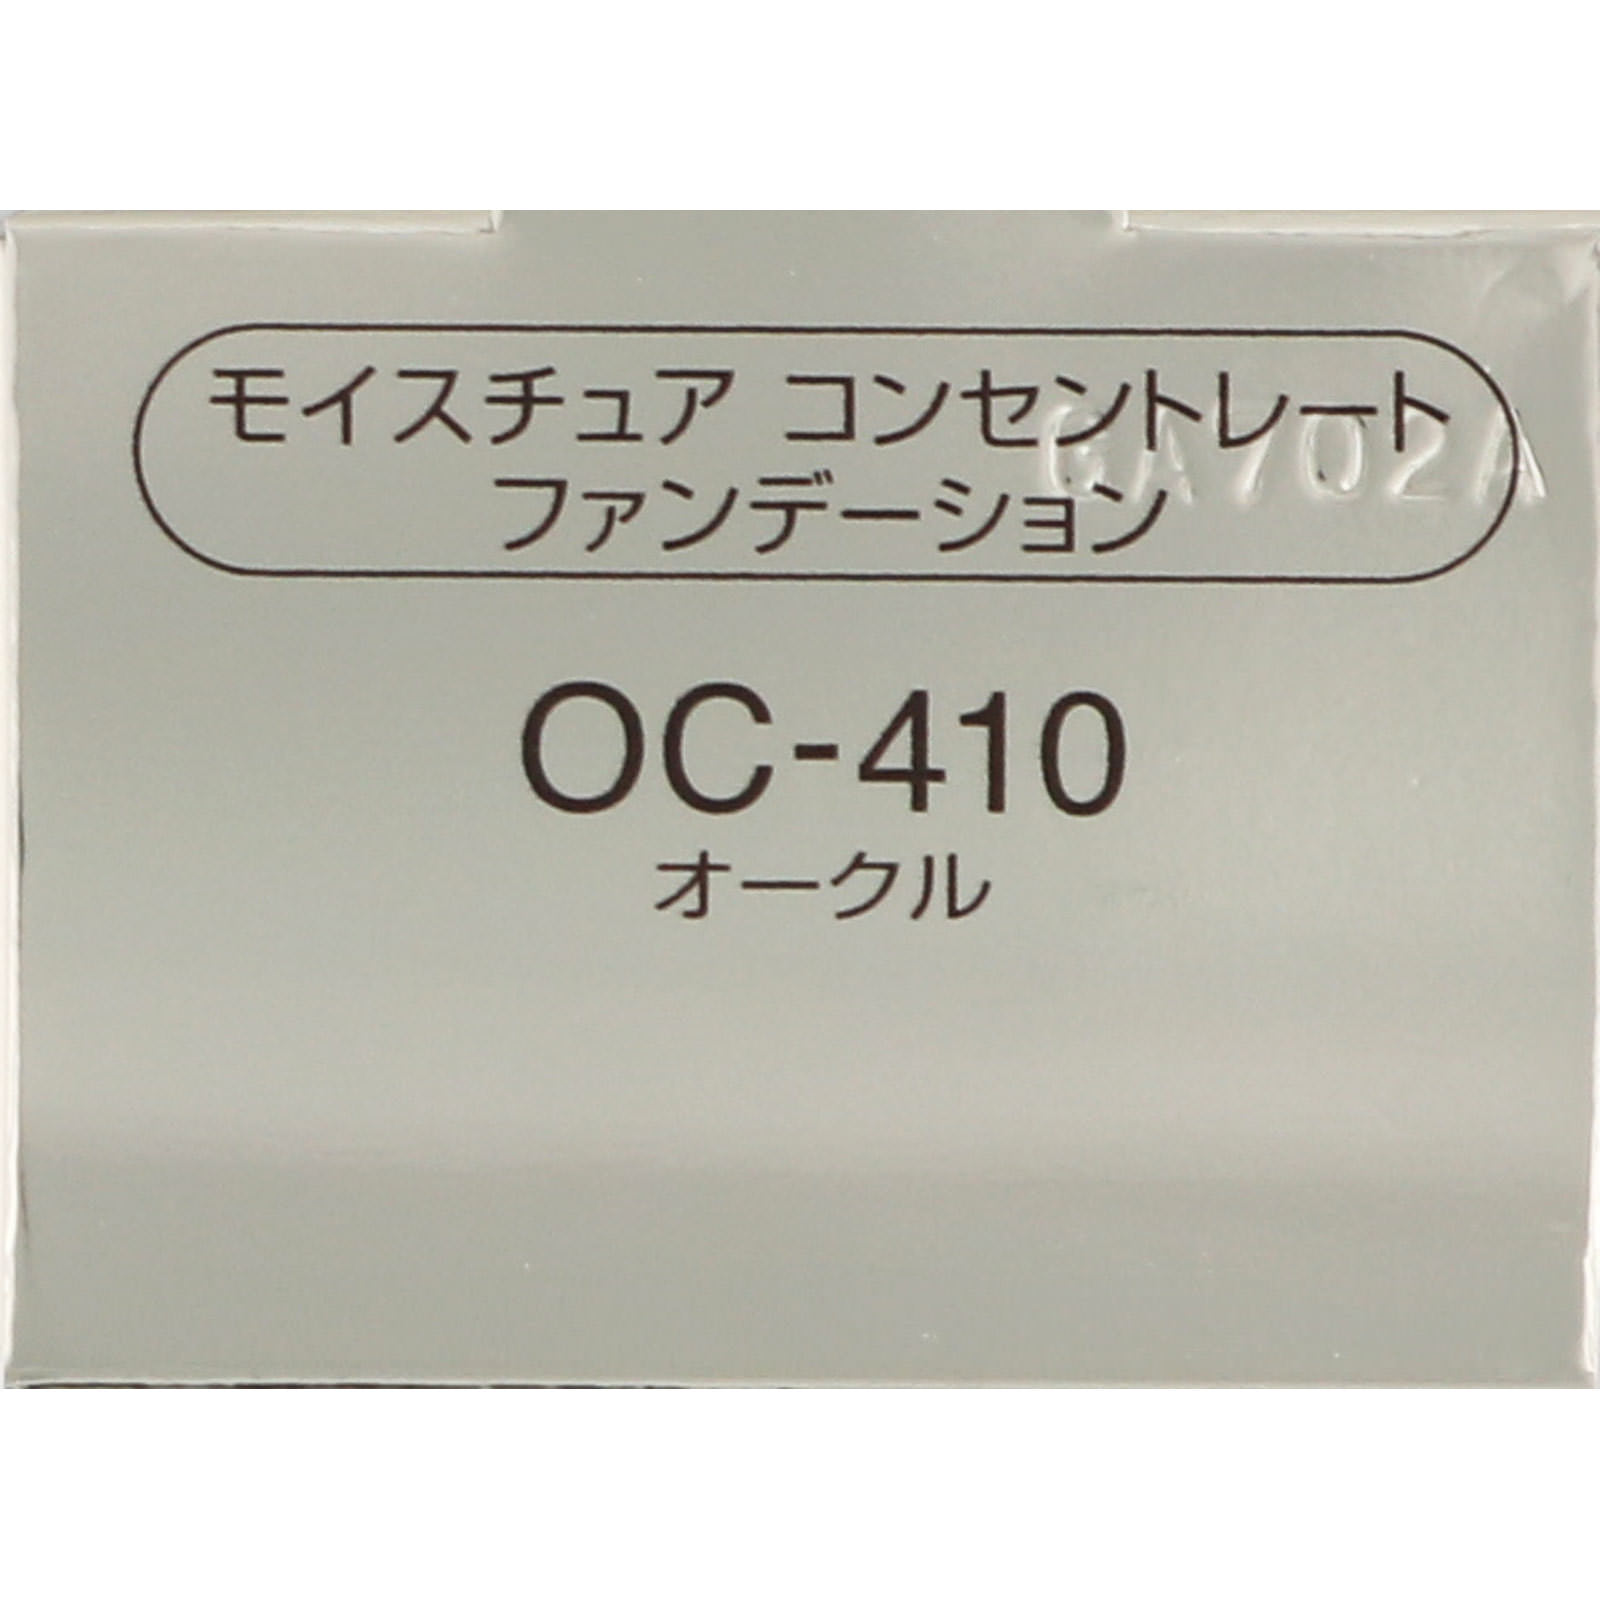 モイスチュア コンセントレート
ファンデーション
OC-410
オークル